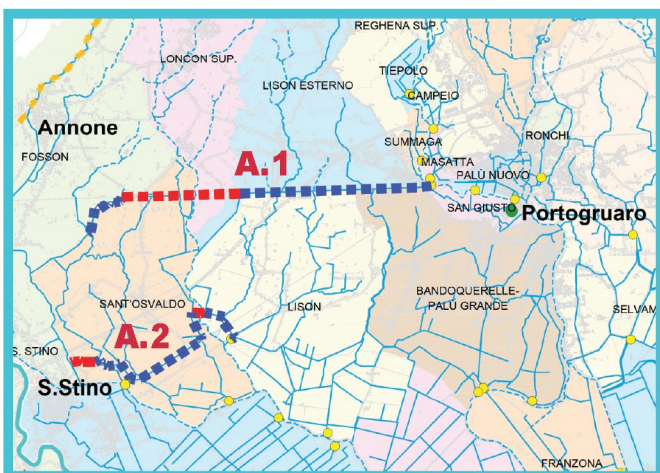 REGHENA SUP.
LONCON SUP.
TIEPOLO
LISON ESTERNO
CAMPEIO
Annone
RONCHI
SUMMAGA
FOSSON
A.1
MASATTA
PALÙ NUOVO
SAN GIUSTO
Portogruaro
BANDOQUERELLE-
PALÙ GRANDE
SANT'OSVALDO
LISON
SELVAM
A.2
S. STINO
S.Stino
FRANZONA